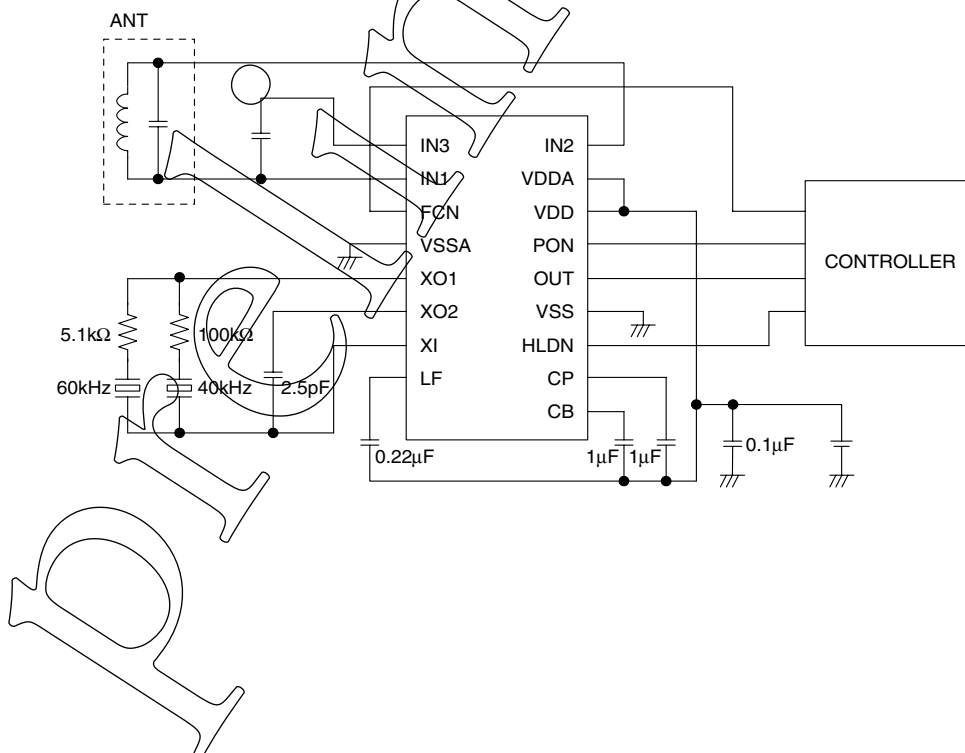 ANT
IN3 IN2
IN1 VDDA
FCN VDD
VSSA PON
XO1 OUT
XO2 VSS
XI HLDN
LF CP
CB
CONTROLLER
5.1kΩ 100kΩ
60kHz 40kHz 2.5pF
0.22μF 1μF 1μF 0.1μF